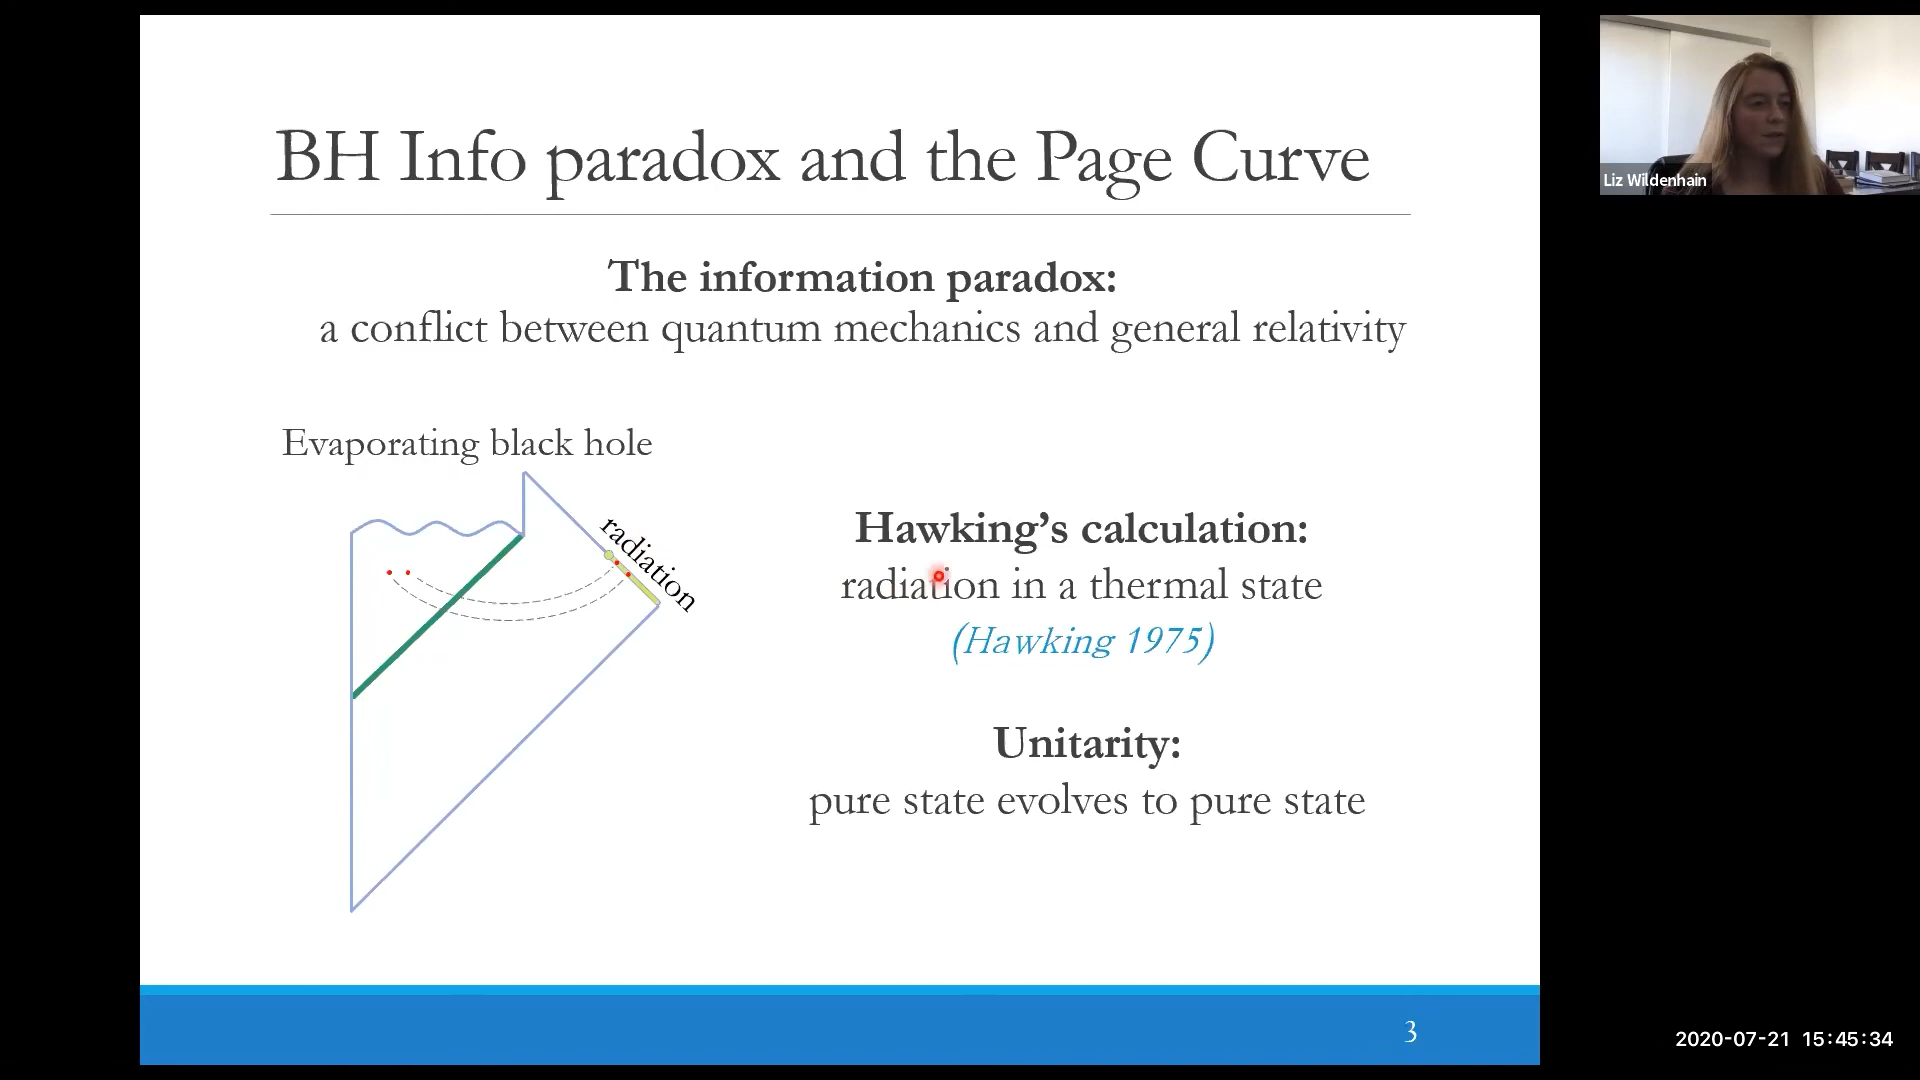 BH Info paradox and the Page Curve
The information paradox:
a conflict between quantum mechanics and general relativity
Evaporating black hole
radiation
Hawking’s calculation:
radiation in a thermal state
(Hawking 1975)
Unitarity:
pure state evolves to pure state
3
Liz Wildenhain
2020-07-21 15:45:34